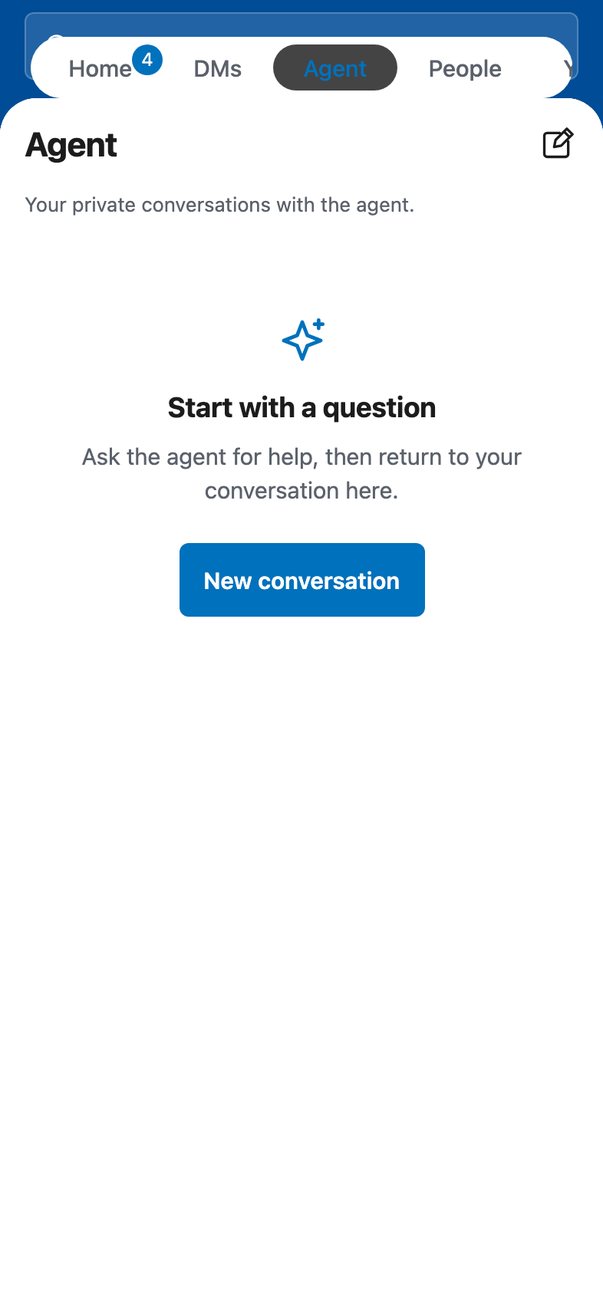 Home 4 DMs Agent People
Agent
Your private conversations with the agent.
Start with a question
Ask the agent for help, then return to your
conversation here.
New conversation